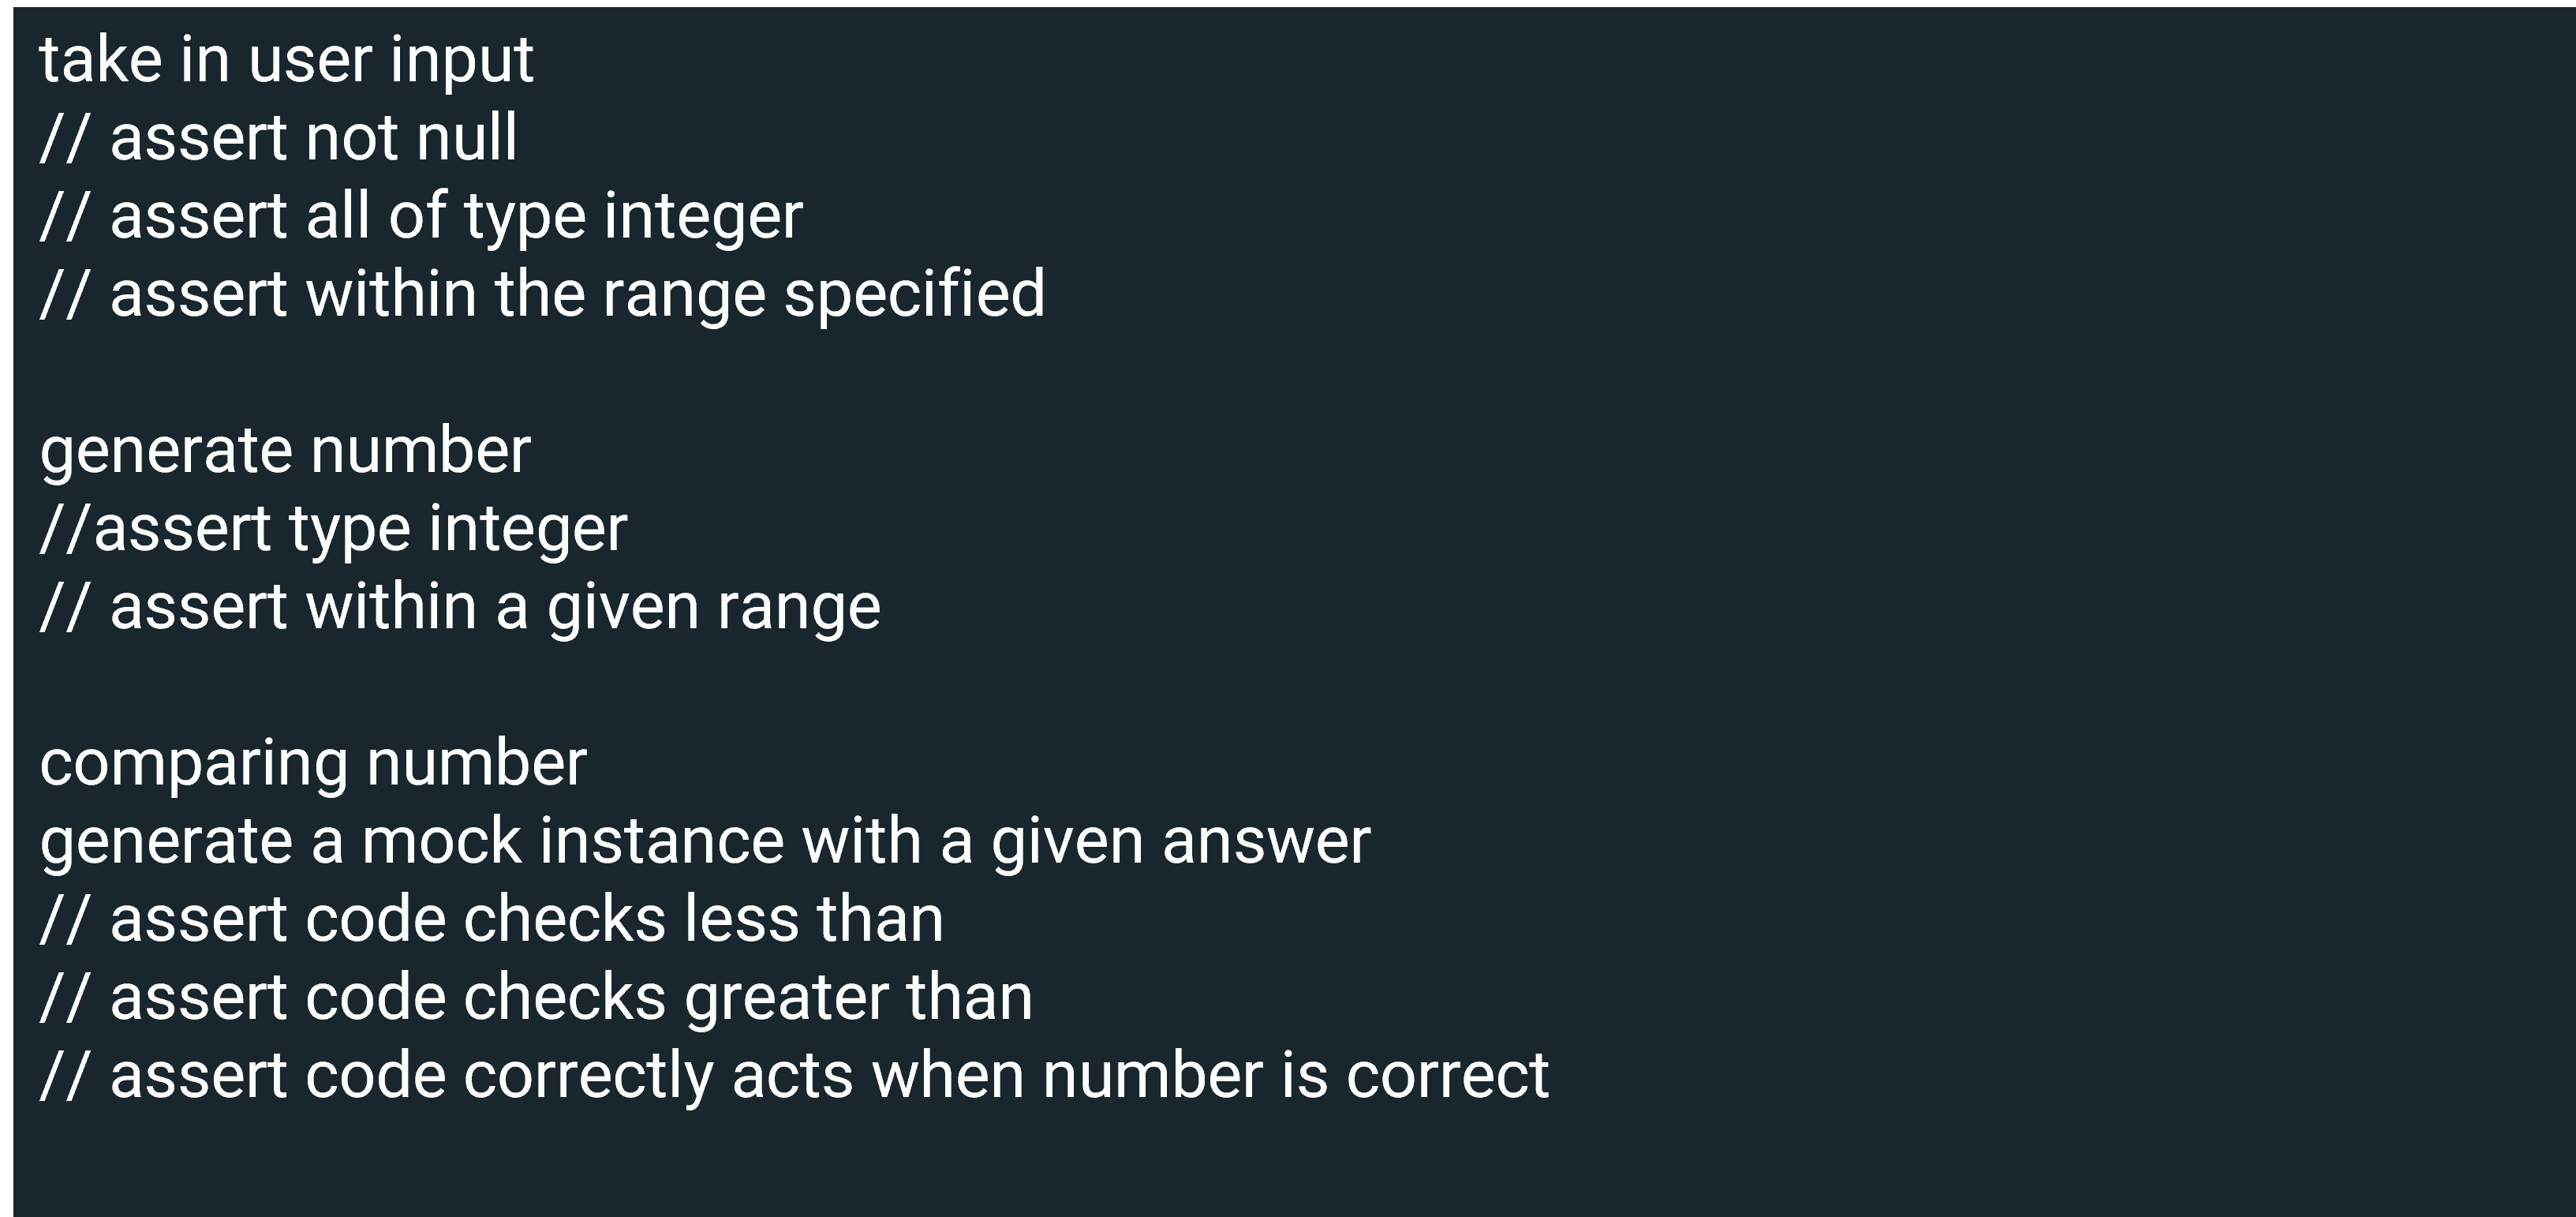 take in user input
// assert not null
// assert all of type integer
// assert within the range specified
generate number
//assert type integer
// assert within a given range
comparing number
generate a mock instance with a given answer
// assert code checks less than
// assert code checks greater than
// assert code correctly acts when number is correct